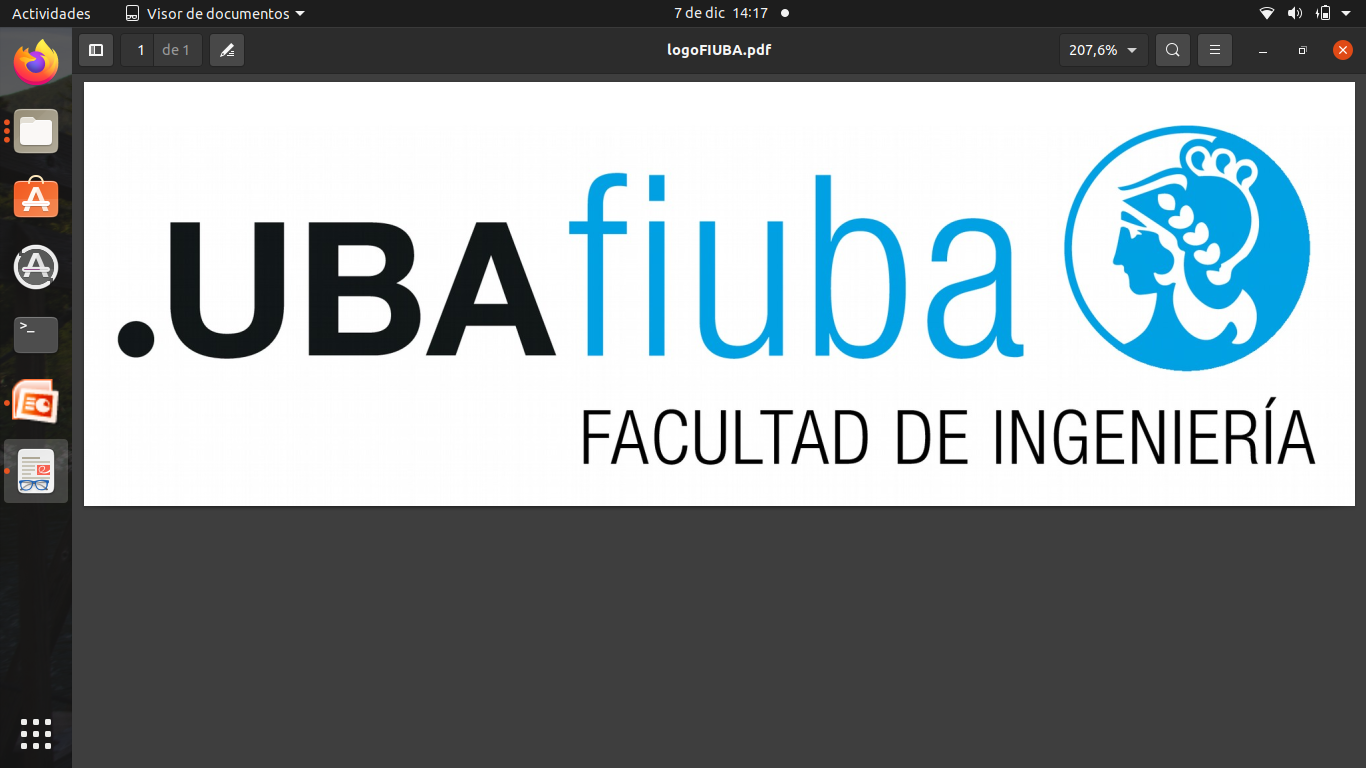 Actividades
Visor de documentos
7 de dic 14:17
1 de 1
logoFIUBA.pdf
207,6%
.UBAfiuba
FACULTAD DE INGENIERÍA
>_